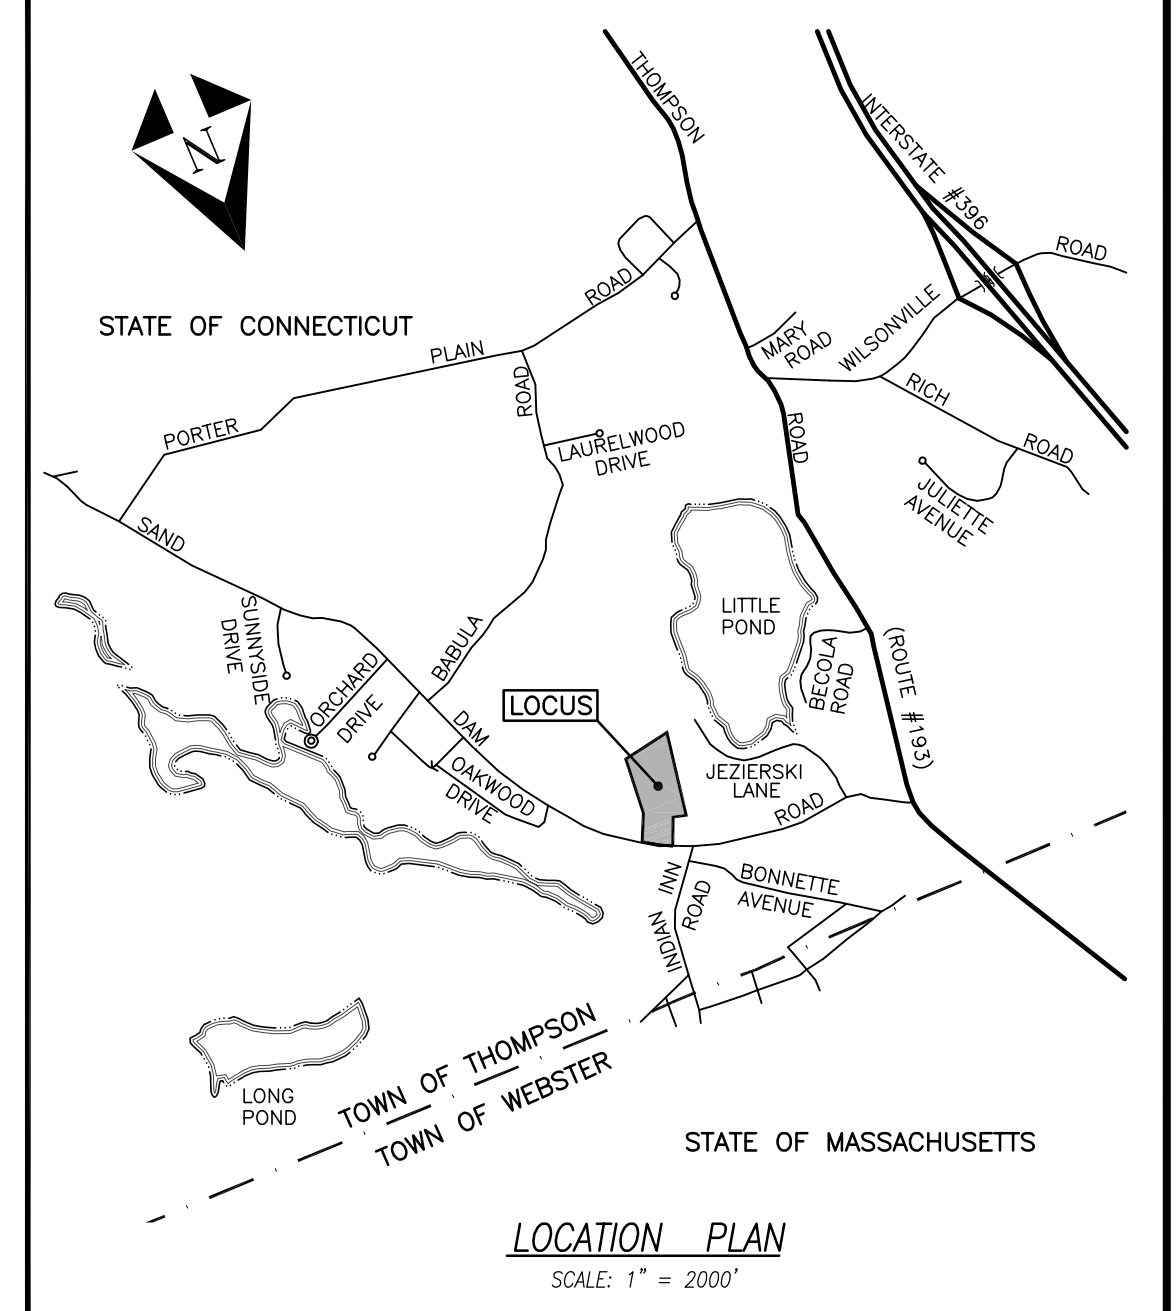 THOMPSON
INTERSTATE #396
N
ROAD
ROAD
STATE OF CONNECTICUT
MARY
ROAD
WILSONVILLE
PLAIN
ROAD
RICH
ROAD
PORTER
LAURELWOOD
DRIVE
ROAD
JULIETTE
AVENUE
SAND
LITTLE
POND
SUNNYSIDE
DRIVE
BABULA
BECOLA
ROAD
(ROUTE #193)
ORCHARD
DRIVE
LOCUS
DAM
OAKWOOD
DRIVE
JEZIERSKI
LANE
ROAD
INDIAN INN
ROAD
BONNETTE
AVENUE
LONG
POND
TOWN OF THOMPSON
TOWN OF WEBSTER
STATE OF MASSACHUSETTS
LOCATION PLAN
SCALE: 1" = 2000'